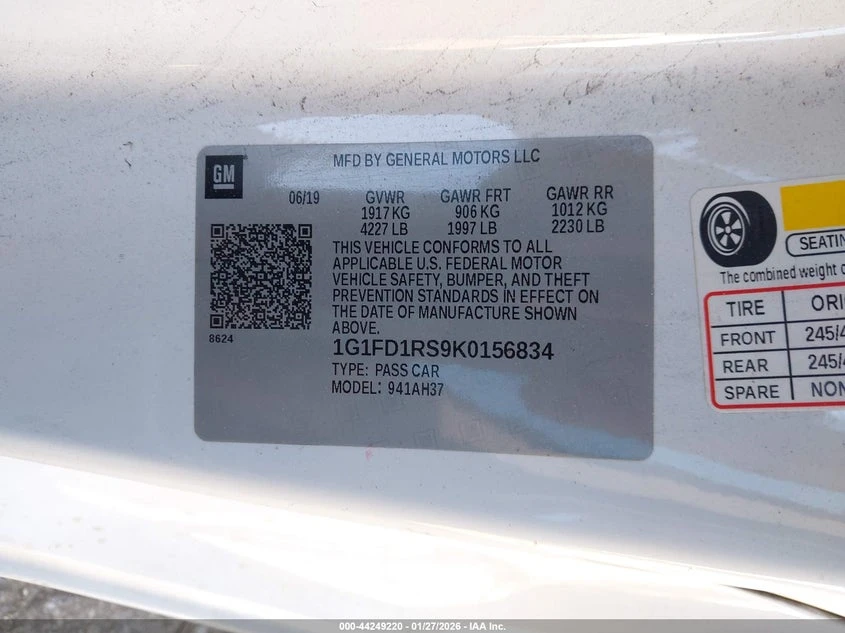 GM
MFD BY GENERAL MOTORS LLC
06/19 GVWR GAWR FRT GAWR RR
1917 KG 906 KG 1012 KG
4227 LB 1997 LB 2230 LB
THIS VEHICLE CONFORMS TO ALL
APPLICABLE U.S. FEDERAL MOTOR
VEHICLE SAFETY, BUMPER, AND THEFT
PREVENTION STANDARDS IN EFFECT ON
THE DATE OF MANUFACTURE SHOWN
ABOVE.
8624
1G1FD1RS9K0156834
TYPE: PASS CAR
MODEL: 941AH37
SEATIN
The combined weight o
TIRE ORI
FRONT 245/4
REAR 245/4
SPARE NON
000-44249220 — 01/27/2026 — IAA Inc.